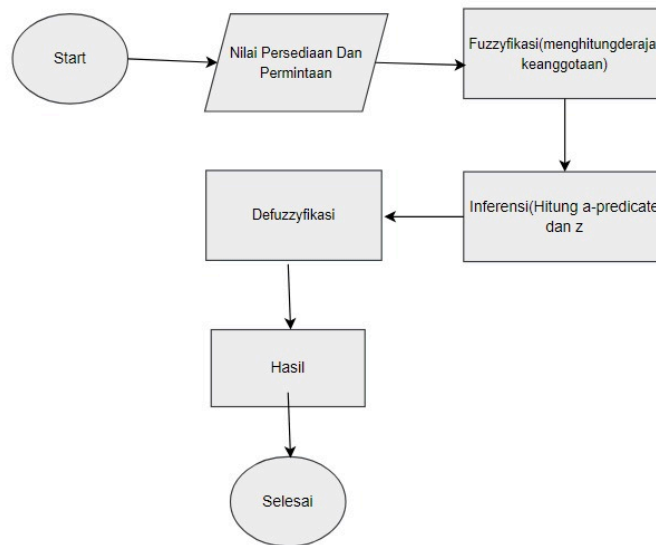 Start
Nilai Persediaan Dan
Permintaan
Fuzzyfikasi(menghitungderaja
keanggotaan)
Inferensi(Hitung a-predicate
dan z
Defuzzyfikasi
Hasil
Selesai